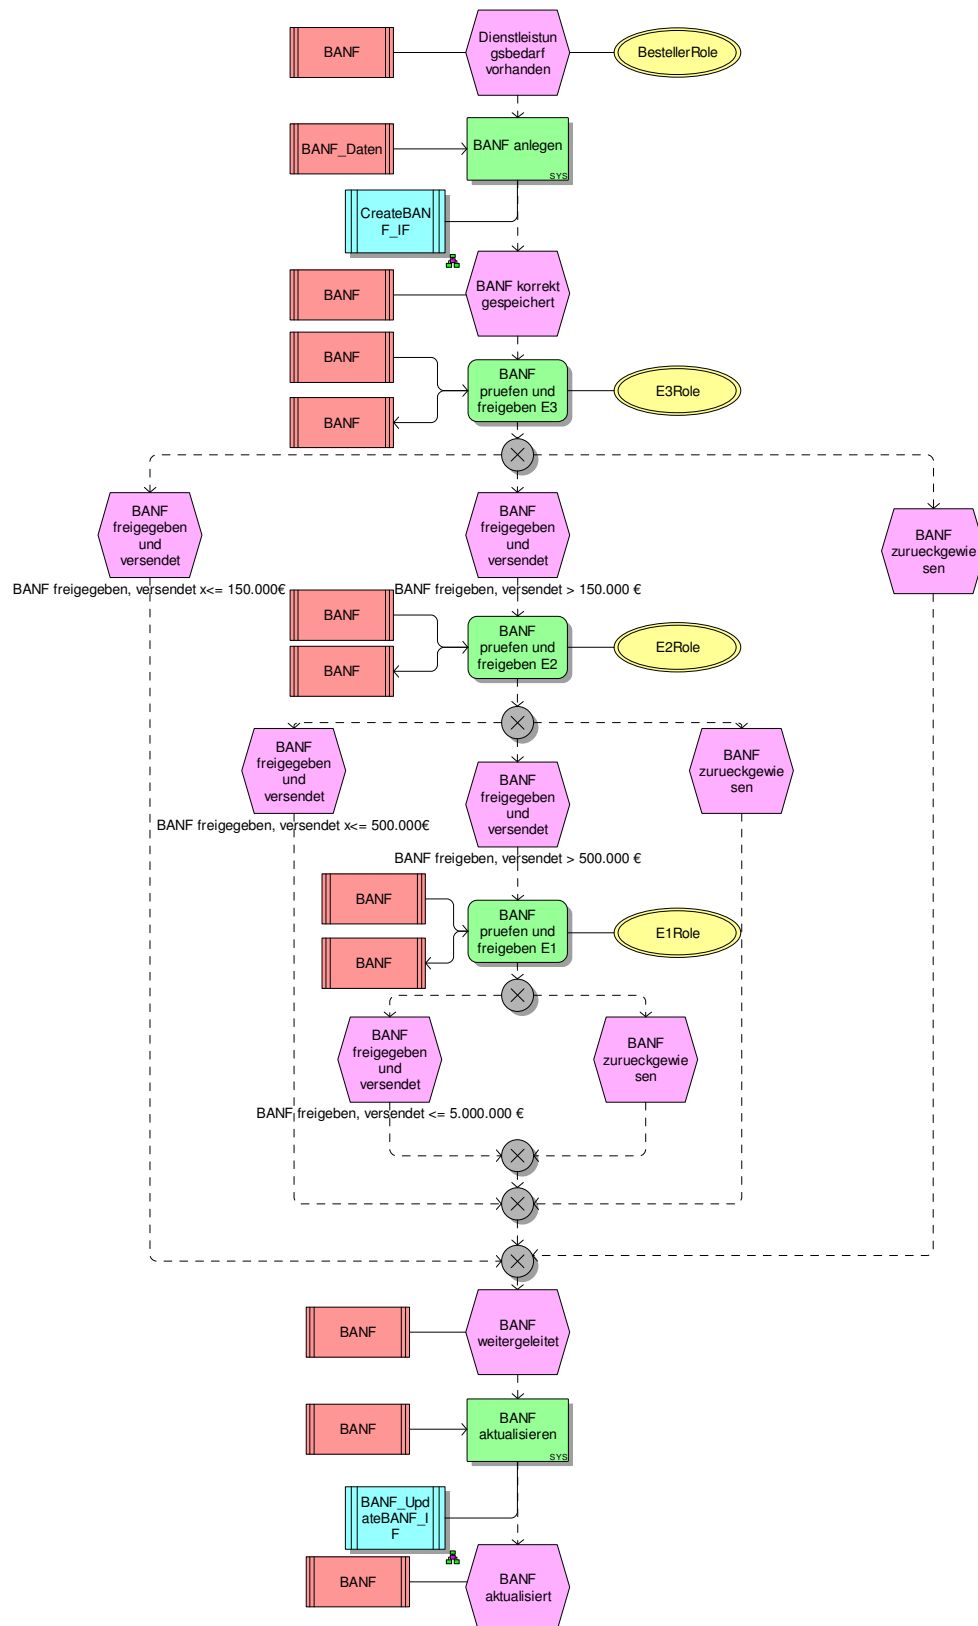 BANF
Dienstleistun
gsbedarf
vorhanden
BestellerRole
BANF_Daten
BANF anlegen
SYS
CreateBAN
F_IF
BANF
BANF korrekt
gespeichert
BANF
BANF
BANF
pruefen und
freigeben E3
E3Role
BANF
freigegeben
und
versendet
BANF
freigegeben
und
versendet
BANF
zurueckgewie
sen
BANF freigegeben, versendet x<= 150.000€
BANF freigegeben, versendet > 150.000 €
BANF
BANF
BANF
pruefen und
freigeben E2
E2Role
BANF
freigegeben
und
versendet
BANF
freigegeben
und
versendet
BANF
zurueckgewie
sen
BANF freigegeben, versendet x<= 500.000€
BANF freigeben, versendet > 500.000 €
BANF
BANF
BANF
pruefen und
freigeben E1
E1Role
BANF
freigegeben
und
versendet
BANF
zurueckgewie
sen
BANF freigeben, versendet <= 5.000.000 €
BANF
BANF
weitergeleitet
BANF
BANF
aktualisieren
SYS
BANF_Upd
ateBANF_I
F
BANF
BANF
aktualisiert